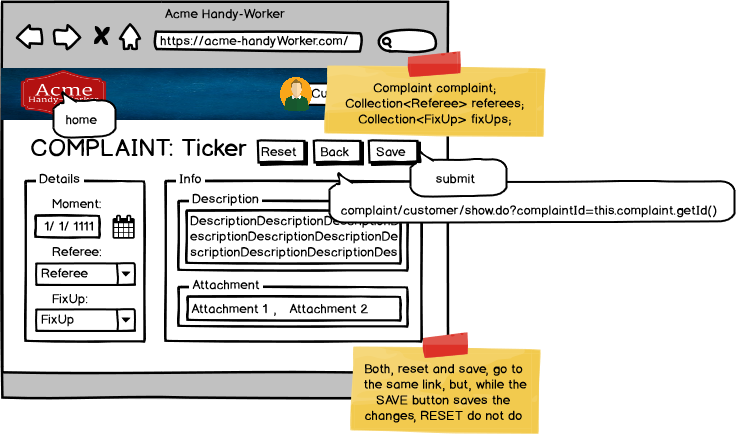 Acme Handy-Worker
https://acme-handyWorker.com/
Acme
Handy-Worker
Cu
home
Complaint complaint;
Collection<Referee> referees;
Collection<FixUp> fixUps;
COMPLAINT: Ticker
Reset
Back
Save
submit
complaint/customer/show.do?complaintId=this.complaint.getId()
Details
Moment:
1/ 1/ 1111
Referee:
Referee
FixUp:
FixUp
Info
Description
DescriptionDescriptionDescriptionD
escriptionDescriptionDescriptionDe
scriptionDescriptionDescriptionDes
Attachment
Attachment 1 , Attachment 2
Both, reset and save, go to
the same link, but, while the
SAVE button saves the
changes, RESET do not do